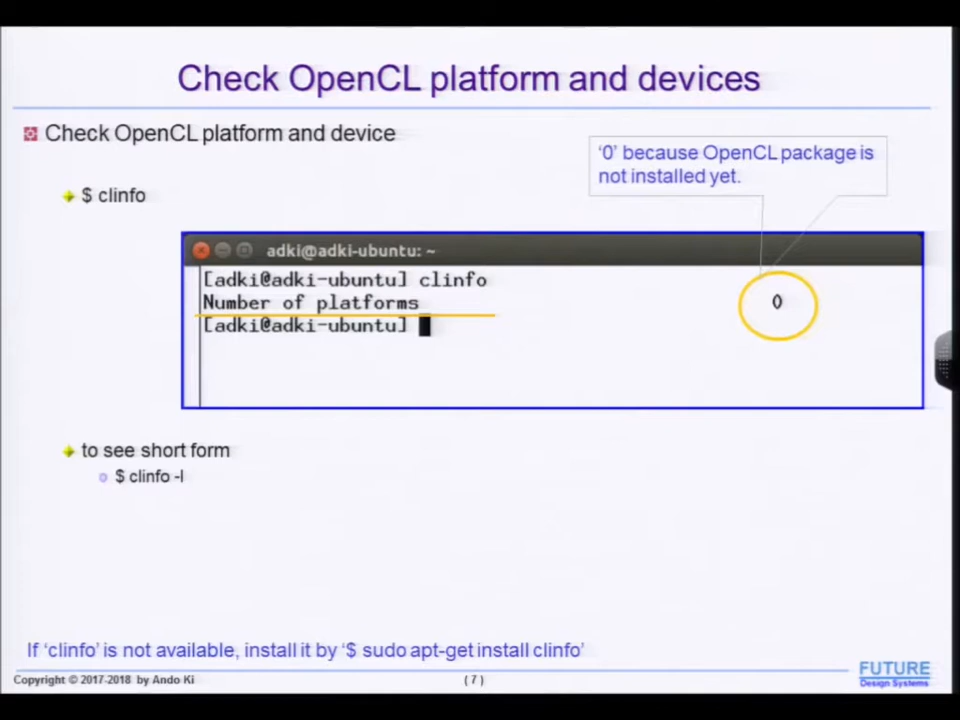 Check OpenCL platform and devices
Check OpenCL platform and device
'0' because OpenCL package is
not installed yet.
$ clinfo
adki@adki-ubuntu: ~
[adki@adki-ubuntu] clinfo
Number of platforms 0
[adki@adki-ubuntu]
to see short form
$ clinfo -l
If 'clinfo' is not available, install it by '$ sudo apt-get install clinfo'
Copyright © 2017-2018 by Ando Ki
( 7 )
FUTURE
Design Systems